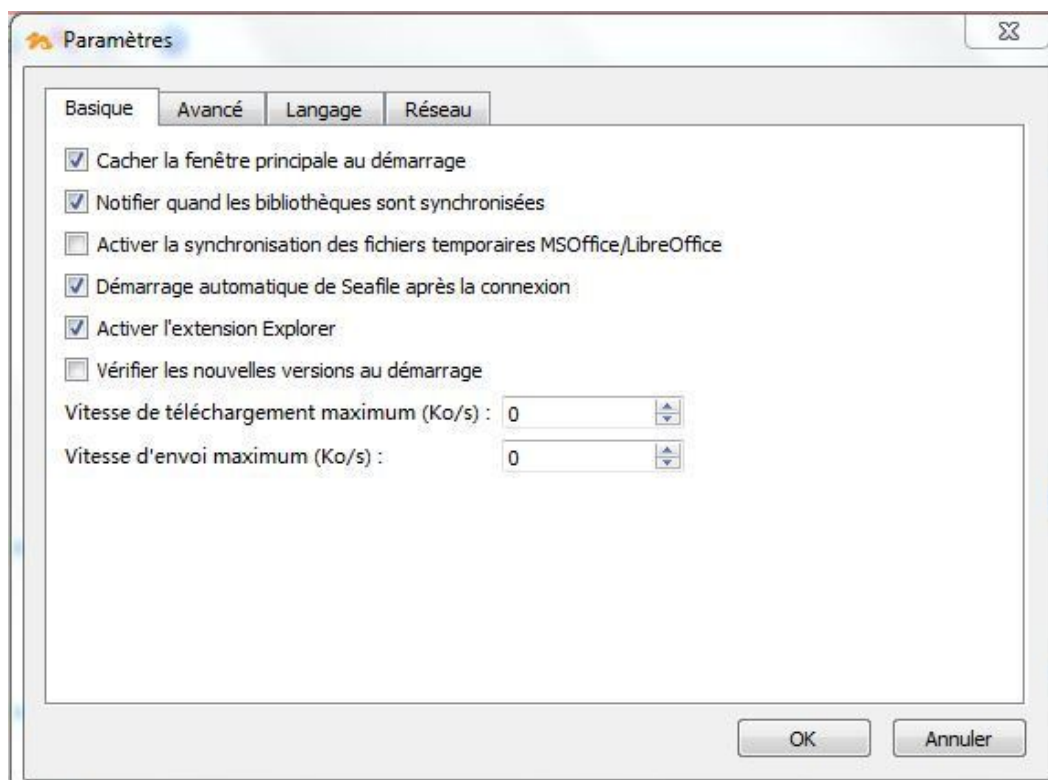 Paramètres
Basique Avancé Langage Réseau
Cacher la fenêtre principale au démarrage
Notifier quand les bibliothèques sont synchronisées
Activer la synchronisation des fichiers temporaires MSOffice/LibreOffice
Démarrage automatique de Seafile après la connexion
Activer l'extension Explorer
Vérifier les nouvelles versions au démarrage
Vitesse de téléchargement maximum (Ko/s) : 0
Vitesse d'envoi maximum (Ko/s) : 0
OK Annuler